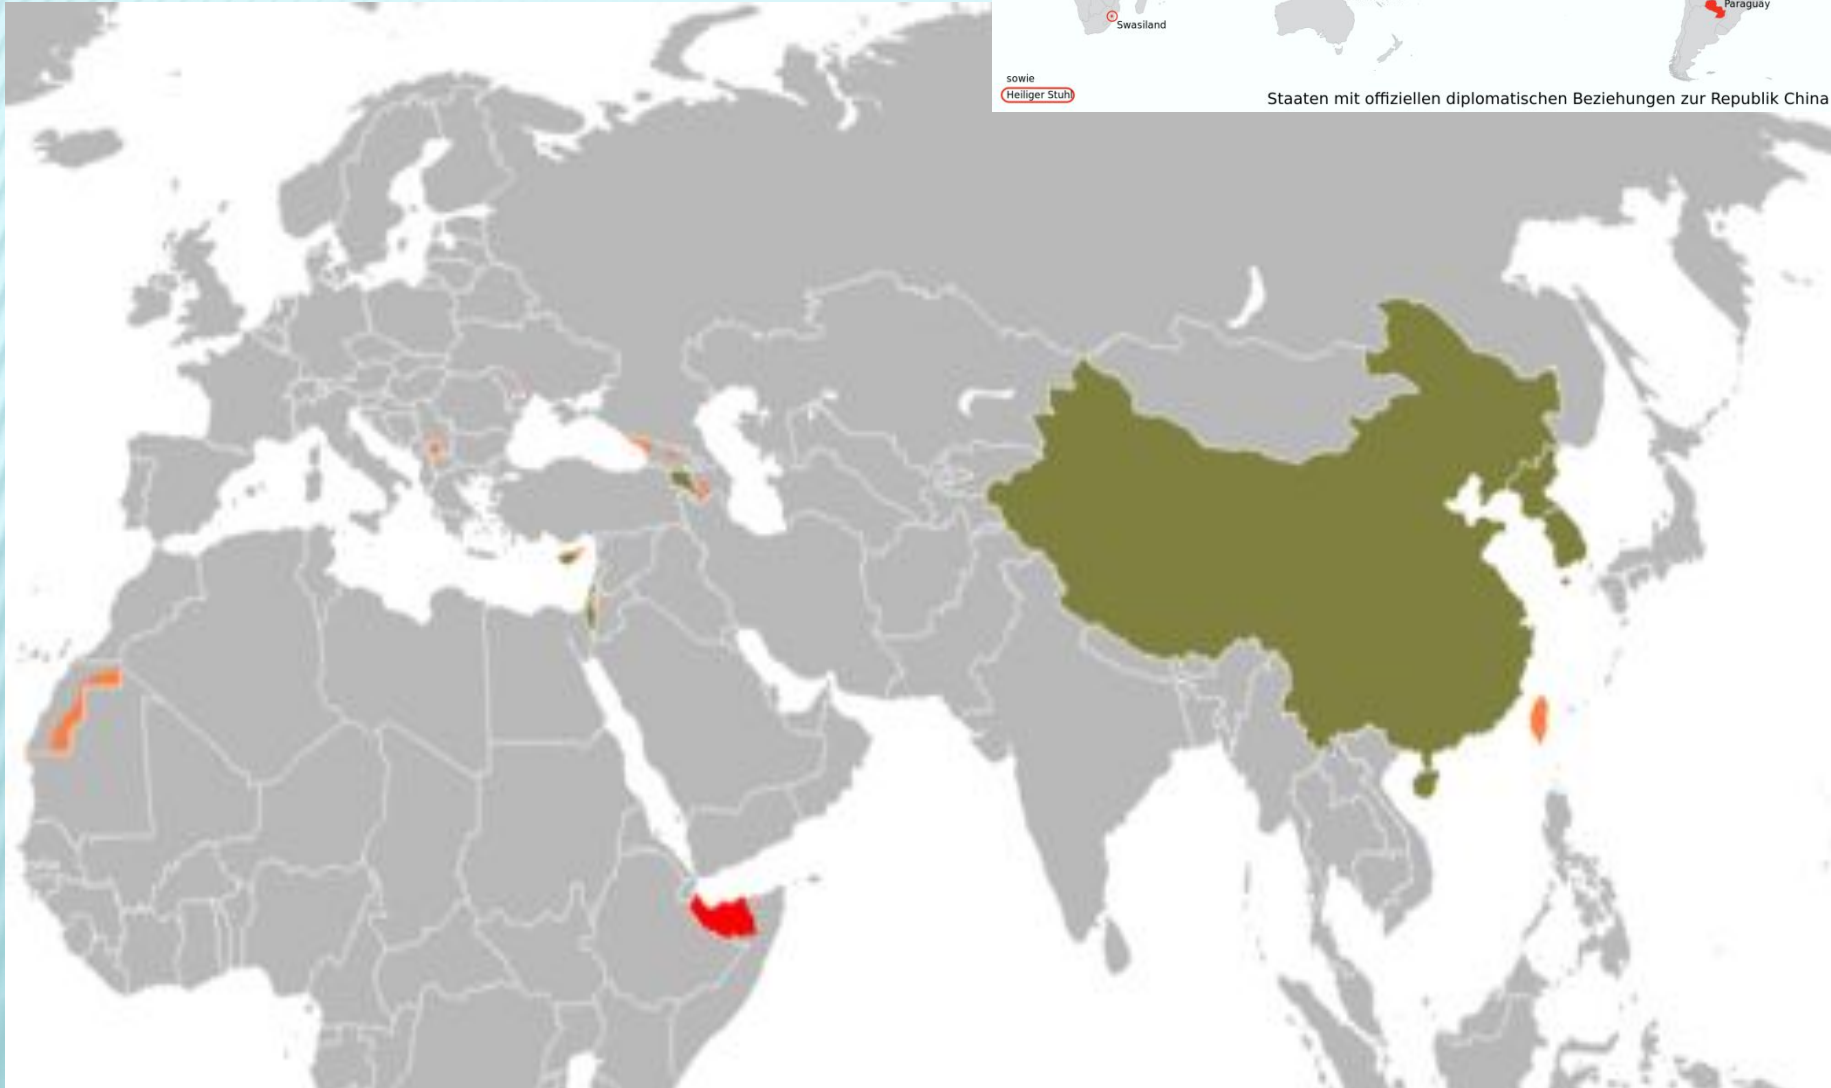 Paraguay
Swasiland
sowie
Heiliger Stuhl
Staaten mit offiziellen diplomatischen Beziehungen zur Republik China